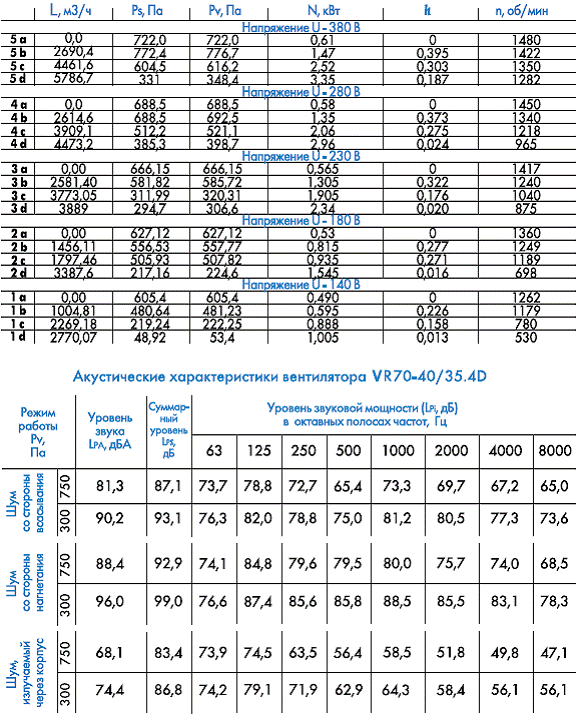 L, м3/ч Ps, Па Pv, Па N, кВт h n, об/мин
Напряжение U - 380 В
5 a 0,0 722,0 722,0 0,61 0 1480
5 b 2690,4 772,4 776,7 1,47 0,395 1422
5 c 4461,6 604,5 616,2 2,52 0,303 1350
5 d 5786,7 331 348,4 3,35 0,187 1282
Напряжение U - 280 В
4 a 0,0 688,5 688,5 0,58 0 1450
4 b 2614,6 688,5 692,5 1,35 0,373 1340
4 c 3909,1 512,2 521,1 2,06 0,275 1218
4 d 4473,2 385,3 398,7 2,96 0,024 965
Напряжение U - 230 В
3 a 0,00 666,15 666,15 0,565 0 1417
3 b 2581,40 581,82 585,72 1,305 0,322 1240
3 c 3773,05 311,99 320,31 1,905 0,176 1040
3 d 3889 294,7 306,6 2,34 0,020 875
Напряжение U - 180 В
2 a 0,00 627,12 627,12 0,53 0 1360
2 b 1456,11 556,53 557,77 0,815 0,277 1249
2 c 1797,46 505,93 507,82 0,935 0,271 1189
2 d 3387,6 217,16 224,6 1,545 0,016 698
Напряжение U - 140 В
1 a 0,00 605,4 605,4 0,490 0 1262
1 b 1004,81 480,64 481,23 0,595 0,226 1179
1 c 2269,18 219,24 222,25 0,888 0,158 780
1 d 2770,07 48,92 53,4 1,005 0,013 530
Акустические характеристики вентилятора VR70-40/35.4D
Режим работы Pv, Па
Уровень звука LPA, дБА
Суммар-
ный
уровень
LPS,
дБ
Уровень звуковой мощности (LPi, дБ)
в октавных полосах частот, Гц
63 125 250 500 1000 2000 4000 8000
Шум
со стороны
всасывания
750 81,3 87,1 73,7 78,8 72,7 65,4 73,3 69,7 67,2 65,0
300 90,2 93,1 76,3 82,0 78,8 75,0 81,2 80,5 77,3 73,6
Шум
со стороны
нагнетания
750 88,4 92,9 74,1 84,8 79,6 79,5 80,0 75,7 74,0 68,5
300 96,0 99,0 76,6 87,4 85,6 85,8 88,5 85,5 83,1 78,3
Шум,
излучаемый
через корпус
750 68,1 83,4 73,9 74,5 63,5 56,4 58,5 51,8 49,8 47,1
300 74,4 86,8 74,2 79,1 71,9 62,9 64,3 58,4 56,1 56,1